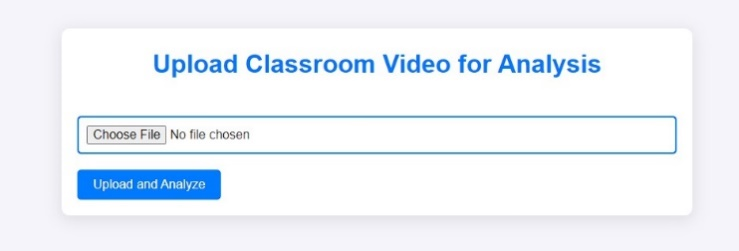 Upload Classroom Video for Analysis
Choose File No file chosen
Upload and Analyze